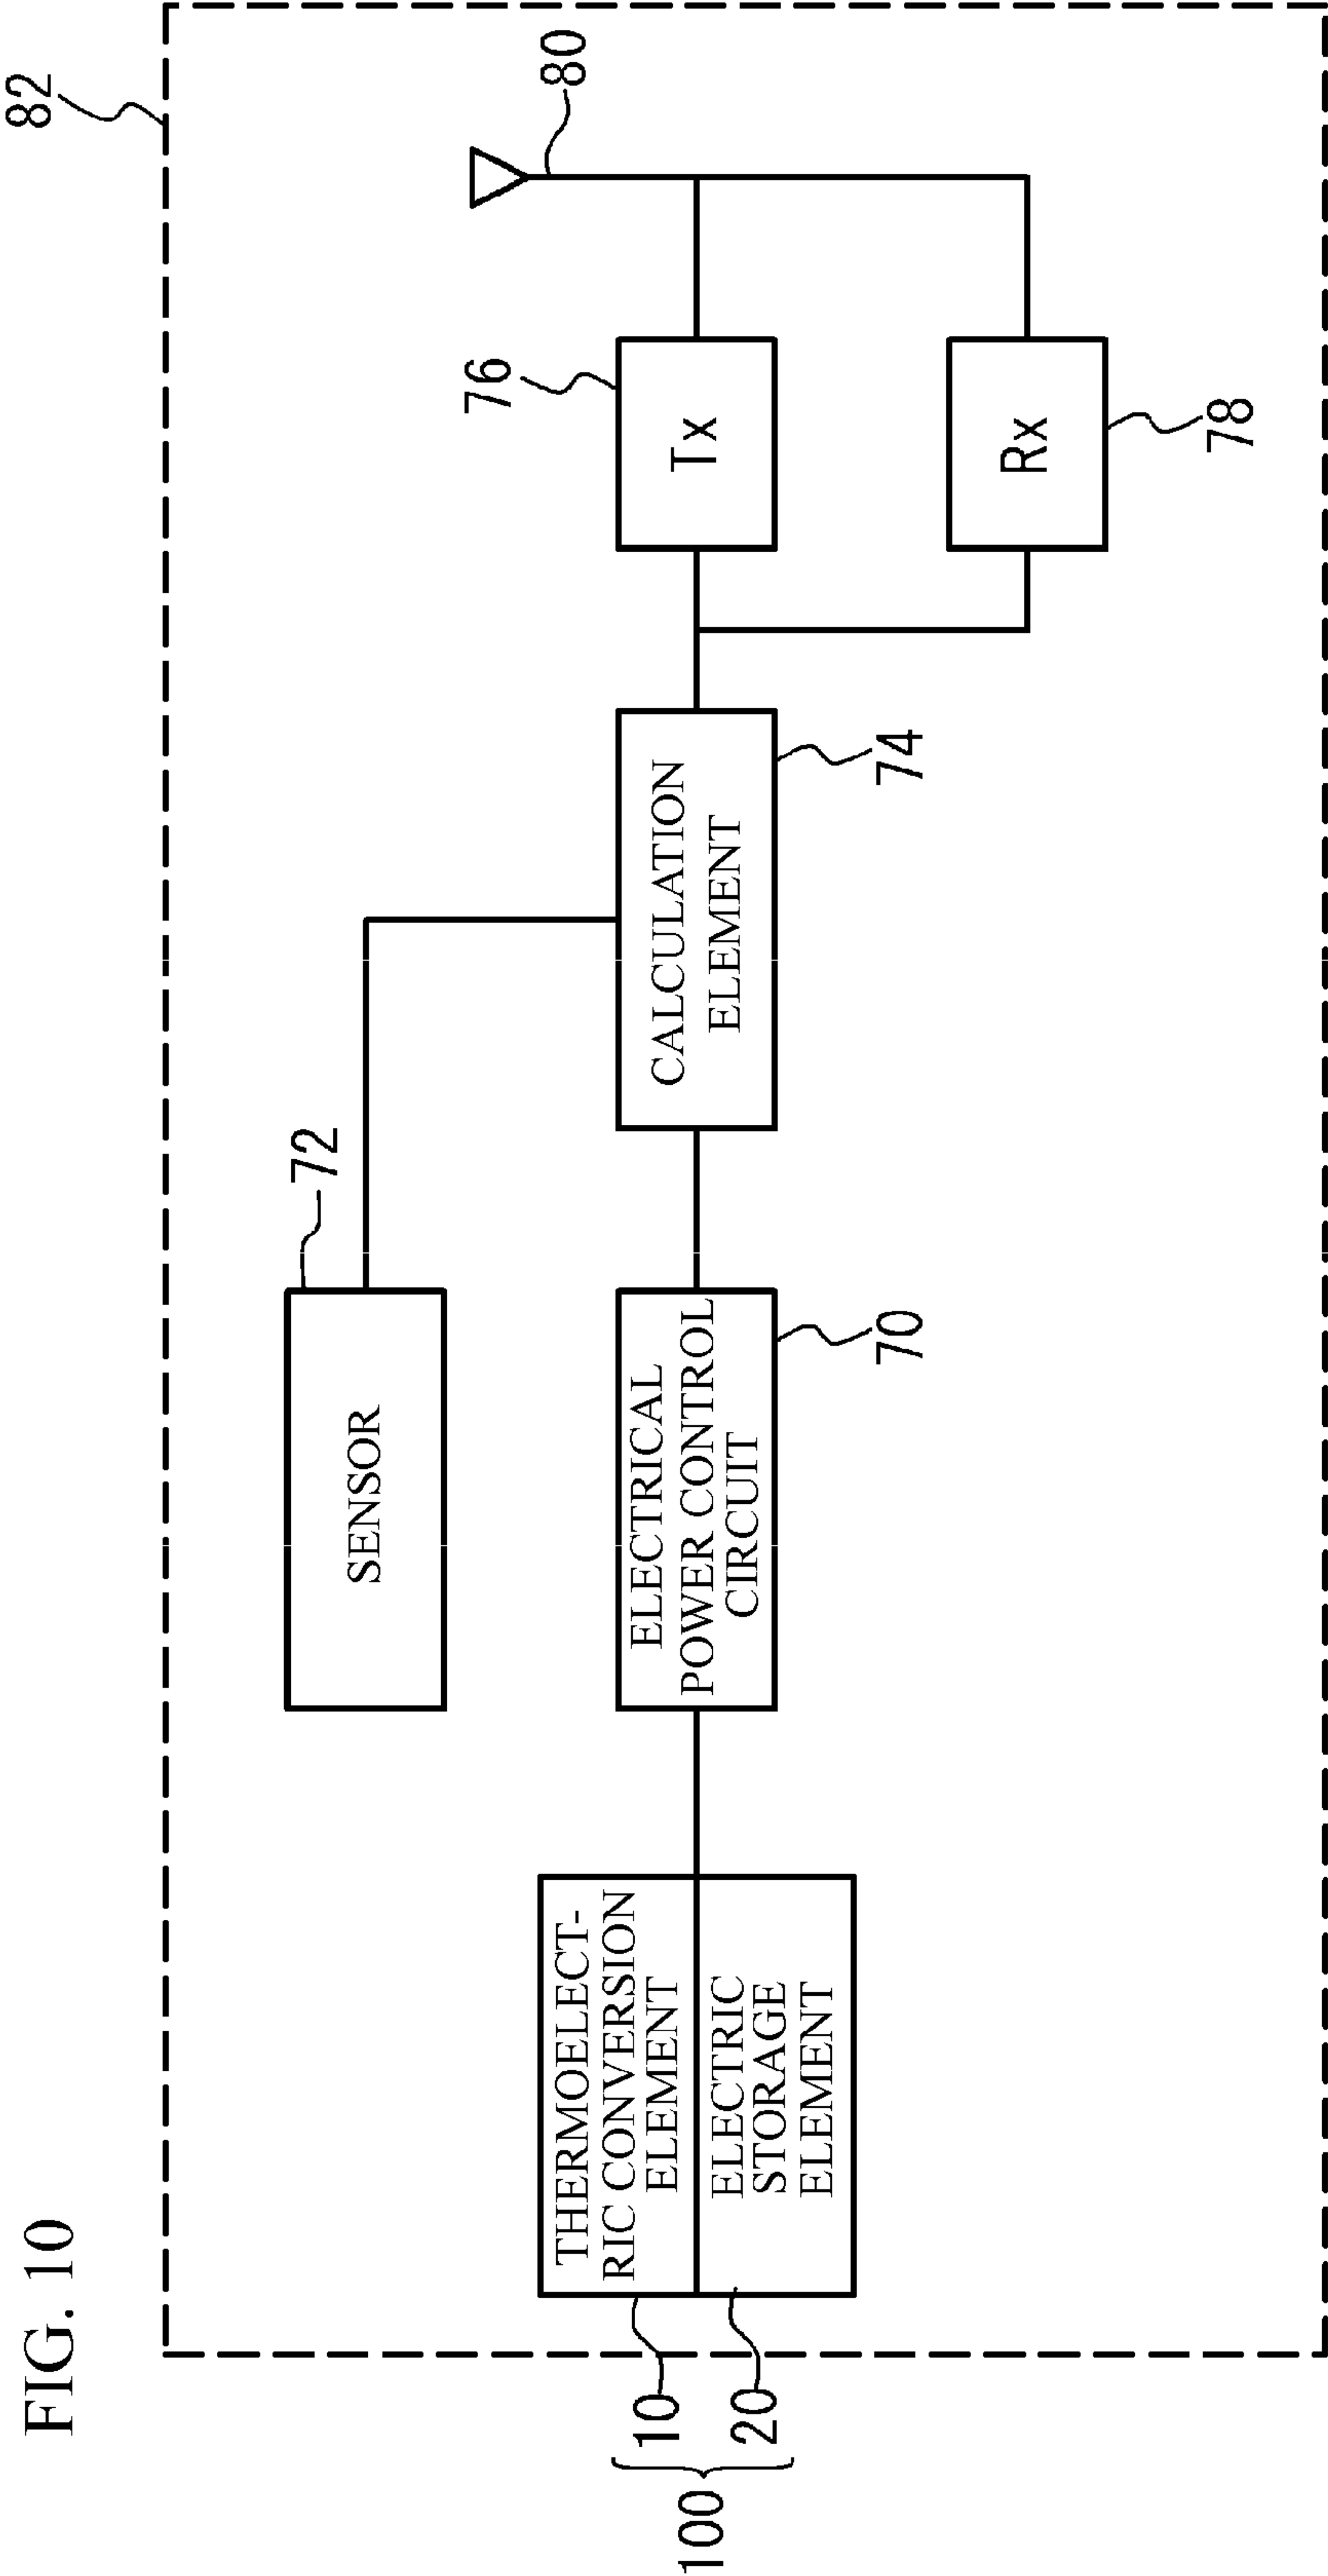 FIG. 10
82
80
72
SENSOR
76
Tx
THERMOELECT-
RIC CONVERSION
ELEMENT
ELECTRIC
STORAGE
ELEMENT
ELECTRICAL
POWER CONTROL
CIRCUIT
CALCULATION
ELEMENT
100
10
20
70
74
Rx
78